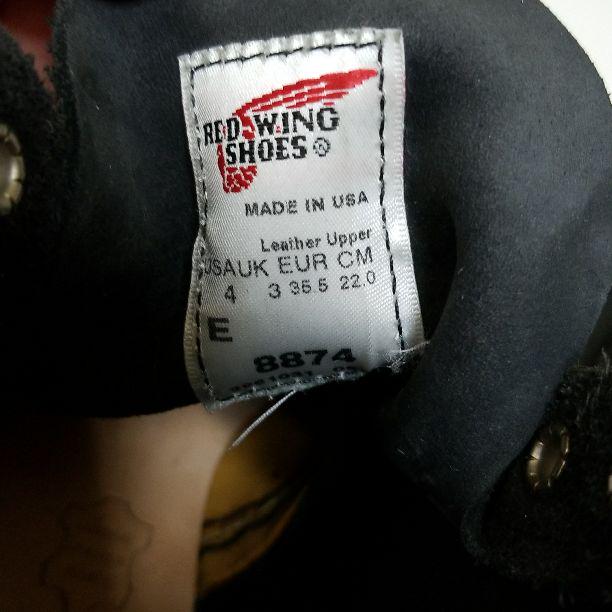 RED WING
SHOES®
MADE IN USA
Leather Upper
USA UK EUR CM
4 3 35.5 22.0
E
8874